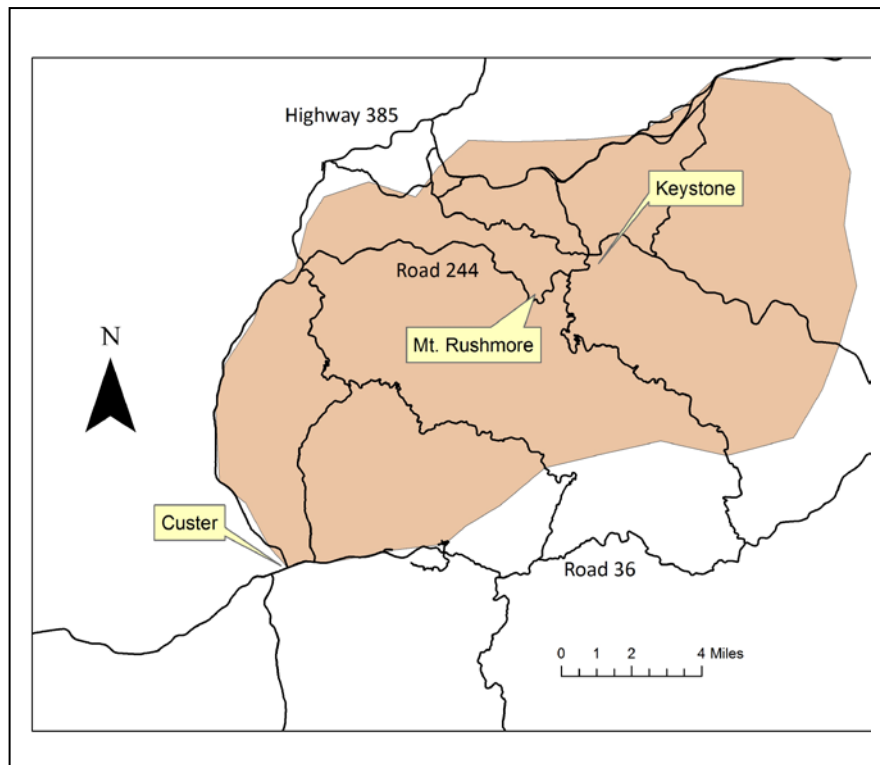 Highway 385
Keystone
Road 244
Mt. Rushmore
N
Custer
Road 36
0 1 2 4 Miles